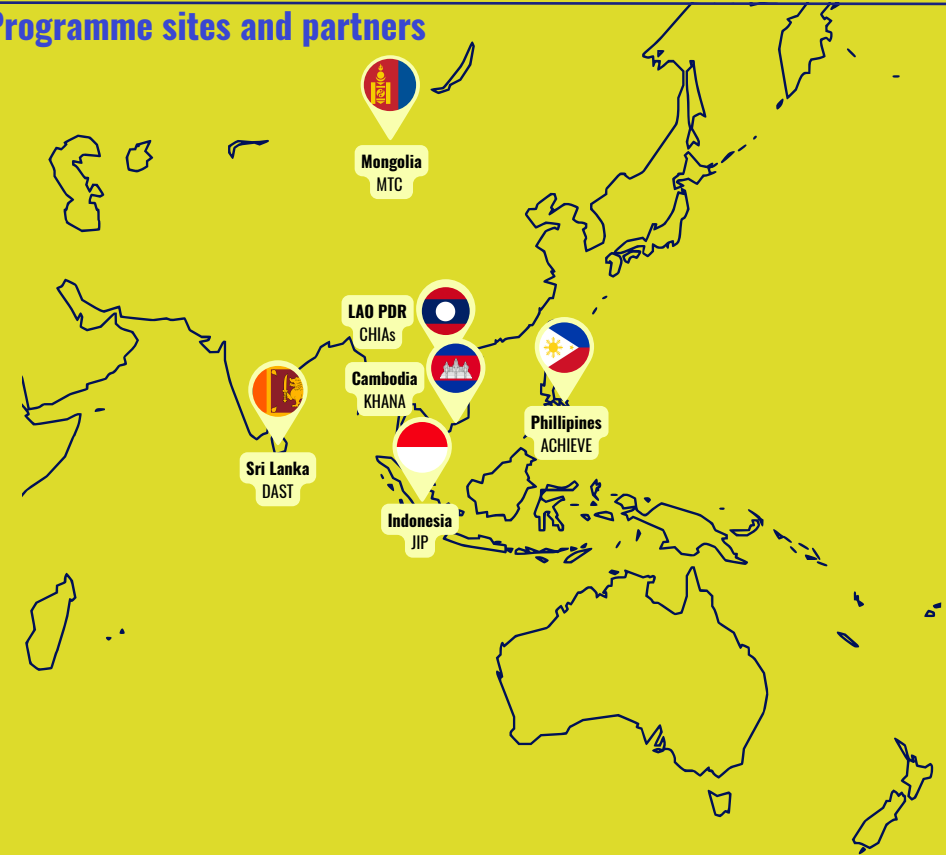 Programme sites and partners
Mongolia
MTC
LAO PDR
CHIAs
Cambodia
KHANA
Phillipines
ACHIEVE
Sri Lanka
DAST
Indonesia
JIP